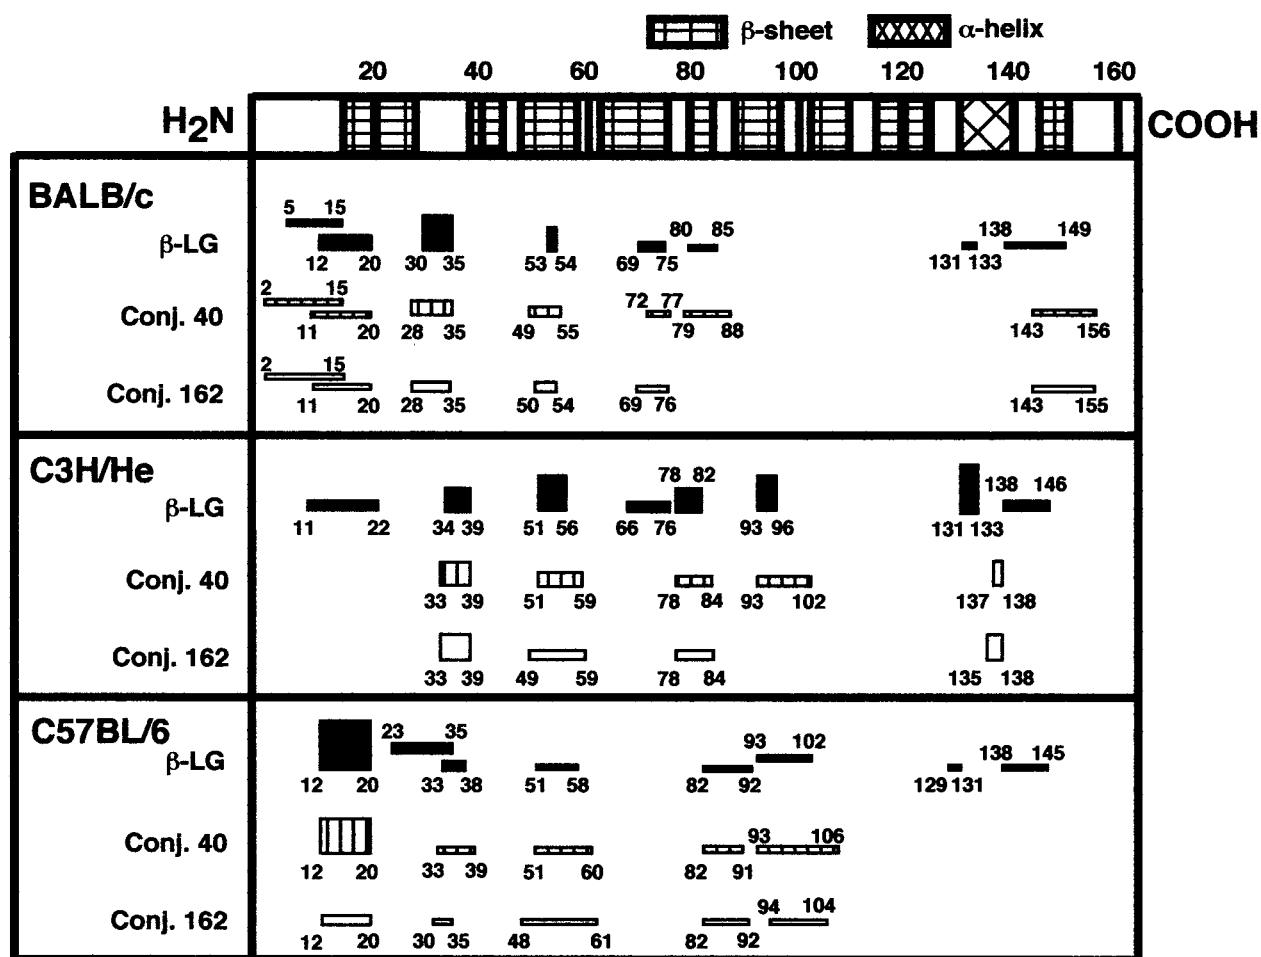 β-sheet α-helix
20 40 60 80 100 120 140 160
H2N COOH
BALB/c
5 15
β-LG 80 85 138 149
12 20 30 35 53 54 69 75 131 133
2 15 72 77
Conj. 40
11 20 28 35 49 55 79 88 143 156
2 15
Conj. 162
11 20 28 35 50 54 69 76 143 155
C3H/He
78 82 138 146
β-LG
11 22 34 39 51 56 66 76 93 96 131 133
Conj. 40
33 39 51 59 78 84 93 102 137 138
Conj. 162
33 39 49 59 78 84 135 138
C57BL/6
23 35 93 102 138 145
β-LG
12 20 33 38 51 58 82 92 129 131
Conj. 40 93 106
12 20 33 39 51 60 82 91
94 104
Conj. 162
12 20 30 35 48 61 82 92